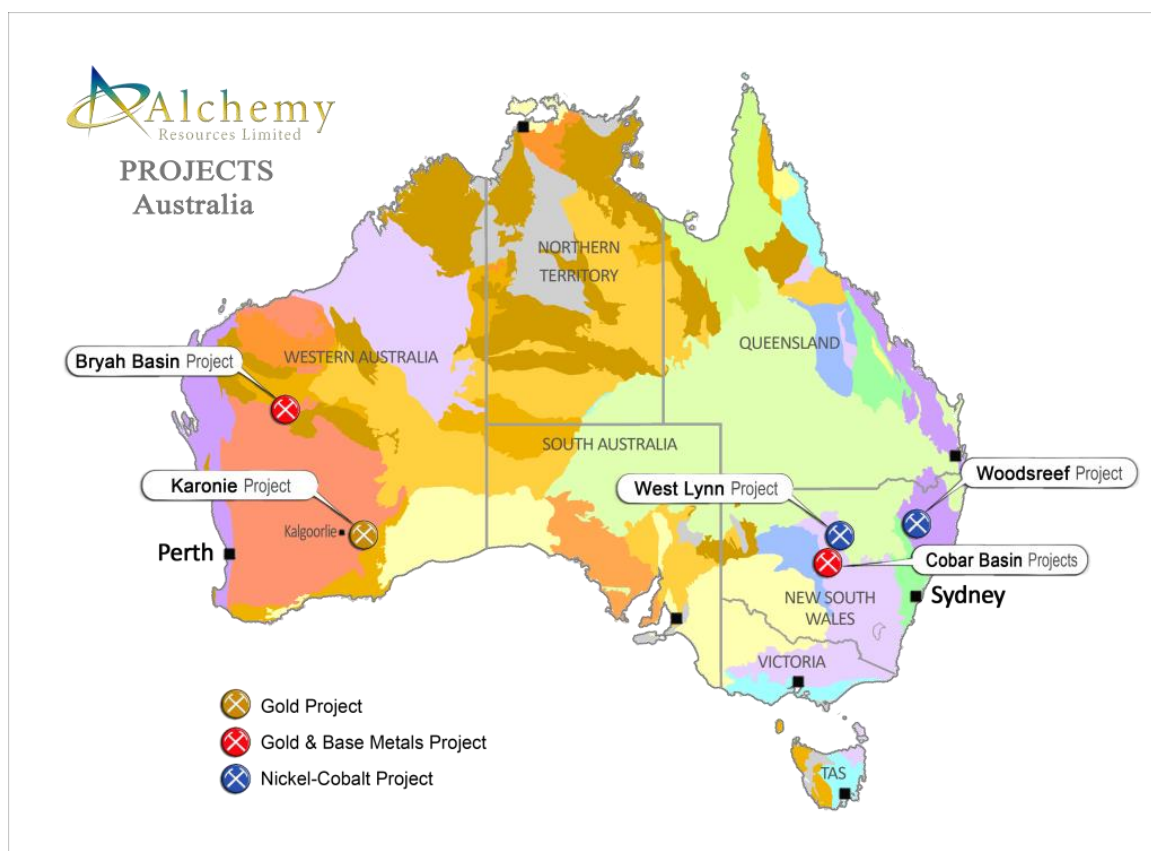 Alchemy
Resources Limited
PROJECTS
Australia
NORTHERN
TERRITORY
QUEENSLAND
WESTERN AUSTRALIA
Bryah Basin Project
SOUTH AUSTRALIA
Woodsreef Project
Karonie Project
West Lynn Project
Kalgoorlie
Perth
Cobar Basin Projects
NEW SOUTH
WALES
Sydney
VICTORIA
TAS
Gold Project
Gold & Base Metals Project
Nickel-Cobalt Project